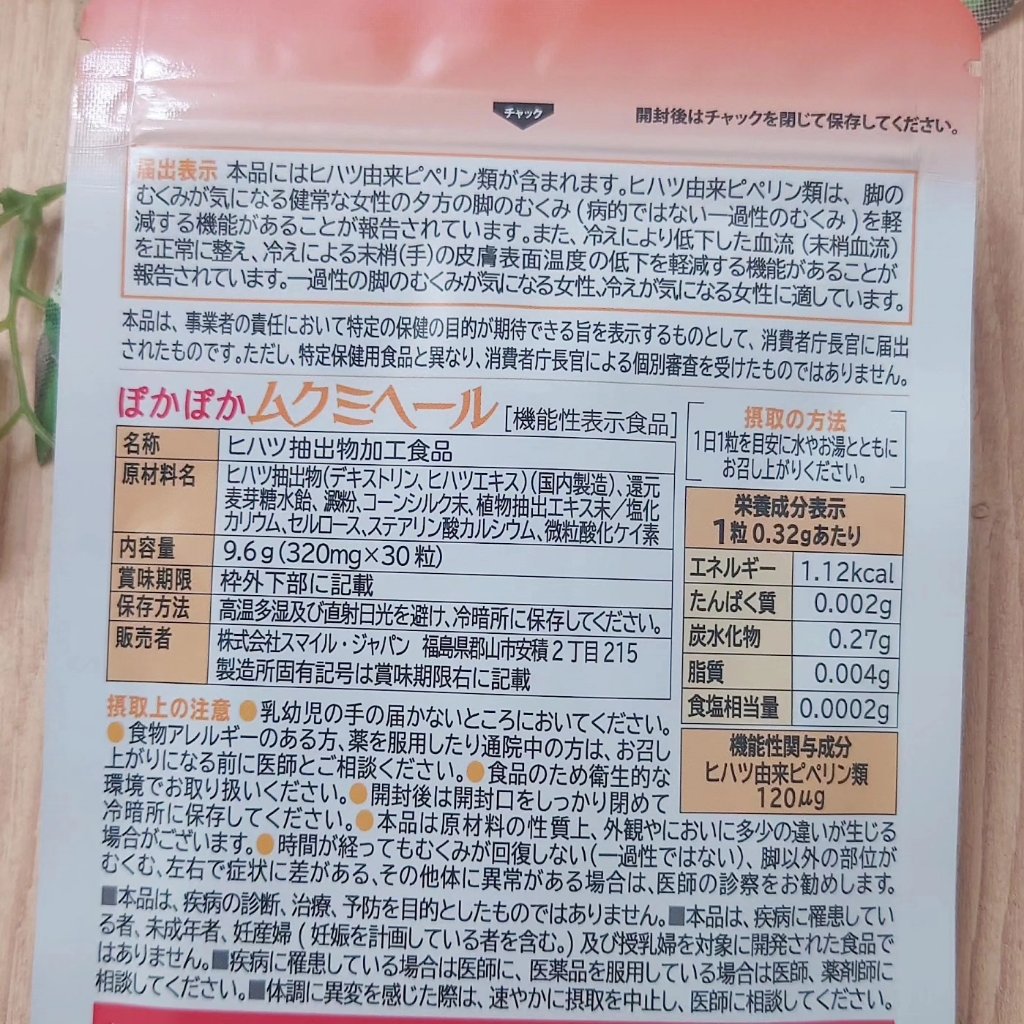 チャック
開封後はチャックを閉じて保存してください。
届出表示 本品にはヒハツ由来ピペリン類が含まれます。ヒハツ由来ピペリン類は、脚の
むくみが気になる健常な女性の夕方の脚のむくみ(病的ではない一過性のむくみ)を軽
減する機能があることが報告されています。また、冷えにより低下した血流(末梢血流)
を正常に整え、冷えによる末梢(手)の皮膚表面温度の低下を軽減する機能があることが
報告されています。一過性の脚のむくみが気になる女性、冷えが気になる女性に適しています。
本品は、事業者の責任において特定の保健の目的が期待できる旨を表示するものとして、消費者庁長官に届出
されたものです。ただし、特定保健用食品と異なり、消費者庁長官による個別審査を受けたものではありません。
ぽかぽかムクミヘール[機能性表示食品]
名称 ヒハツ抽出物加工食品
原材料名 ヒハツ抽出物(デキストリン、ヒハツエキス)(国内製造)、還元
麦芽糖水飴、澱粉、コーンシルク末、植物抽出エキス末/塩化
カリウム、セルロース、ステアリン酸カルシウム、微粒酸化ケイ素
内容量 9.6g(320mg×30粒)
賞味期限 枠外下部に記載
保存方法 高温多湿及び直射日光を避け、冷暗所に保存してください。
販売者 株式会社スマイル・ジャパン 福島県郡山市安積2丁目215
製造所固有記号は賞味期限右に記載
摂取の方法
1日1粒を目安に水やお湯とともに
お召し上がりください。
栄養成分表示
1粒0.32gあたり
エネルギー 1.12kcal
たんぱく質 0.002g
炭水化物 0.27g
脂質 0.004g
食塩相当量 0.0002g
機能性関与成分
ヒハツ由来ピペリン類
120μg
摂取上の注意 ●乳幼児の手の届かないところにおいてください。
●食物アレルギーのある方、薬を服用したり通院中の方は、お召し
上がりになる前に医師とご相談ください。●食品のため衛生的な
環境でお取り扱いください。●開封後は開封口をしっかり閉めて
冷暗所に保存してください。●本品は原材料の性質上、外観やにおいに多少の違いが生じる
場合がございます。●時間が経ってもむくみが回復しない(一過性ではない)、脚以外の部位が
むくむ、左右で症状に差がある、その他体に異常がある場合は、医師の診察をお勧めします。
■本品は、疾病の診断、治療、予防を目的としたものではありません。■本品は、疾病に罹患してい
る者、未成年者、妊産婦(妊娠を計画している者を含む。)及び授乳婦を対象に開発された食品で
はありません。■疾病に罹患している場合は医師に、医薬品を服用している場合は医師、薬剤師に
相談してください。■体調に異変を感じた際は、速やかに摂取を中止し、医師に相談してください。